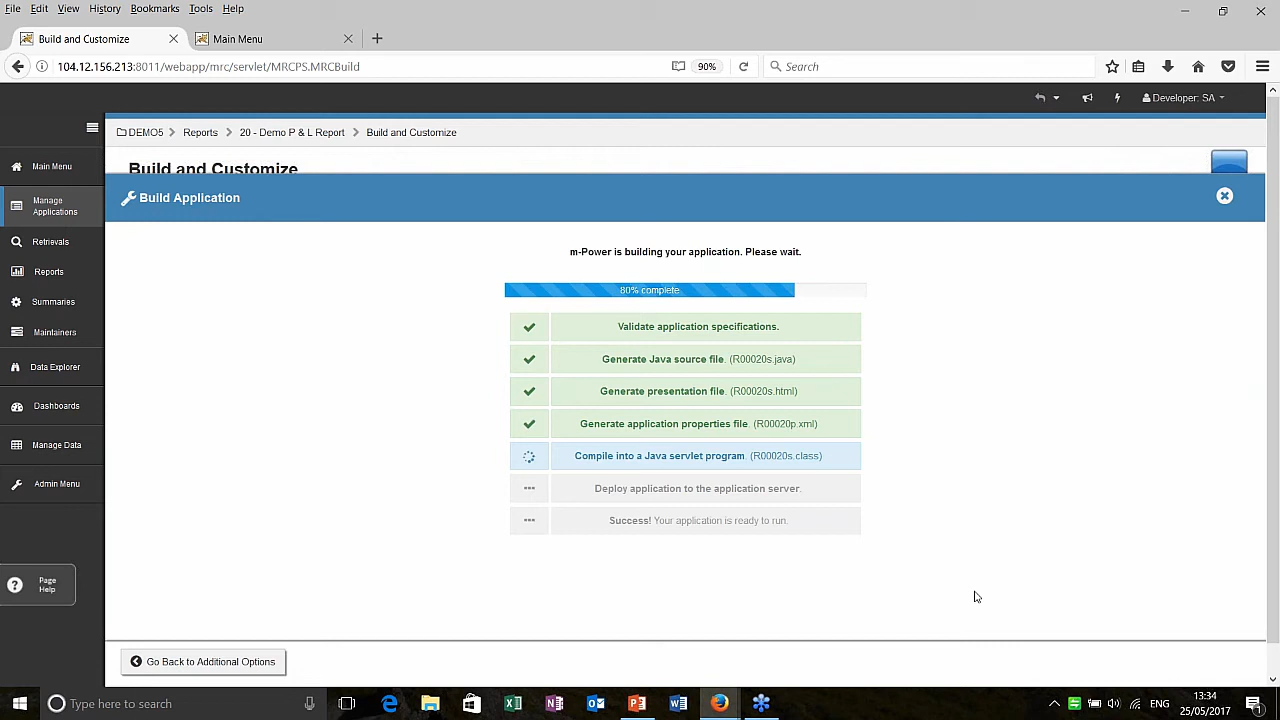 File Edit View History Bookmarks Tools Help
Build and Customize
Main Menu
104.12.156.213:8011/webapp/mrc/servlet/MRCPS.MRCBuild
90%
Search
Developer: SA
DEMO5 > Reports > 20 - Demo P & L Report > Build and Customize
Build and Customize
Main Menu
Manage
Applications
Retrievals
Reports
Summaries
Maintainers
Data Explorer
Dashboards
Manage Data
Admin Menu
Page
Help
Build Application
m-Power is building your application. Please wait.
80% complete
Validate application specifications.
Generate Java source file. (R00020s.java)
Generate presentation file. (R00020s.html)
Generate application properties file. (R00020p.xml)
Compile into a Java servlet program. (R00020s.class)
Deploy application to the application server.
Success! Your application is ready to run.
Go Back to Additional Options
Type here to search
ENG
13:34
25/05/2017